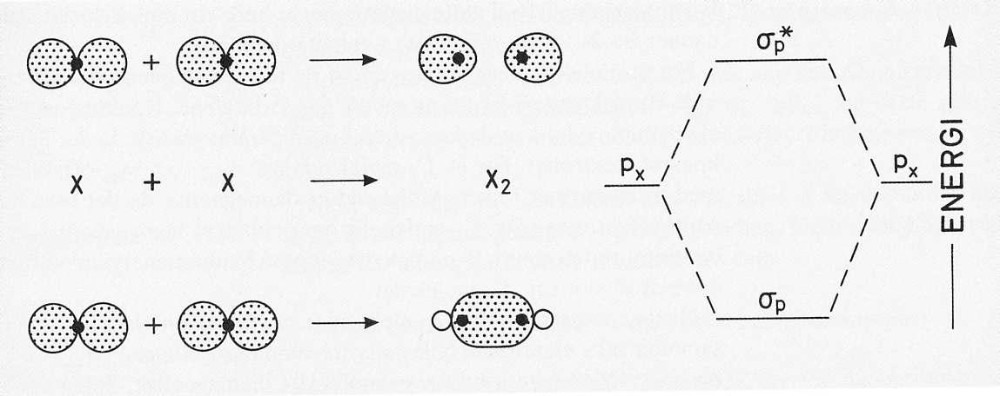 + σp*
X + X X₂ px px
+ σp
ENERGI